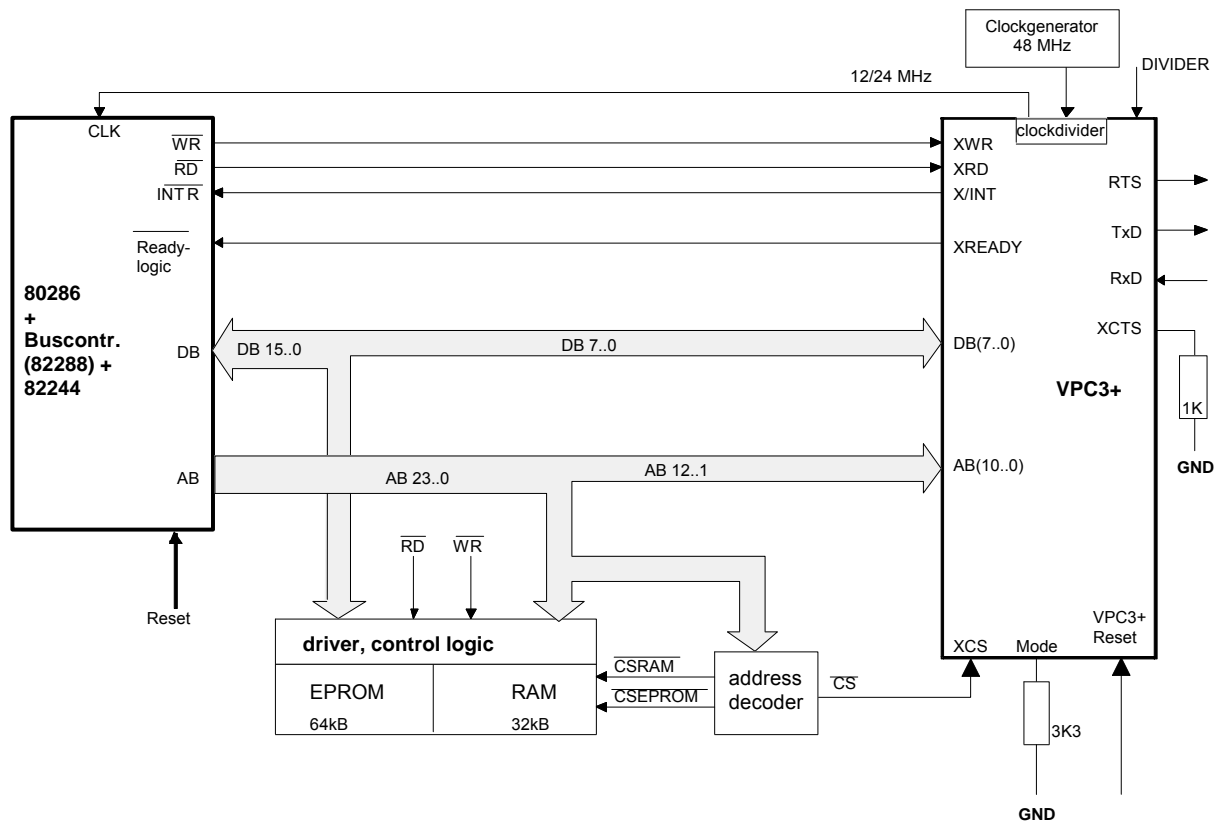 Clockgenerator
48 MHz
DIVIDER
12/24 MHz
CLK
clockdivider
WR
XWR
RD
XRD
INTR
X/INT
RTS
Ready-
logic
XREADY
TxD
RxD
80286
+
Buscontr.
(82288) +
82244
XCTS
DB
DB 15..0
DB 7..0
DB(7..0)
VPC3+
1K
GND
AB
AB 23..0
AB 12..1
AB(10..0)
RD
WR
Reset
driver, control logic
EPROM
64kB
RAM
32kB
CSRAM
CSEPROM
address
decoder
CS
XCS
Mode
VPC3+
Reset
3K3
GND